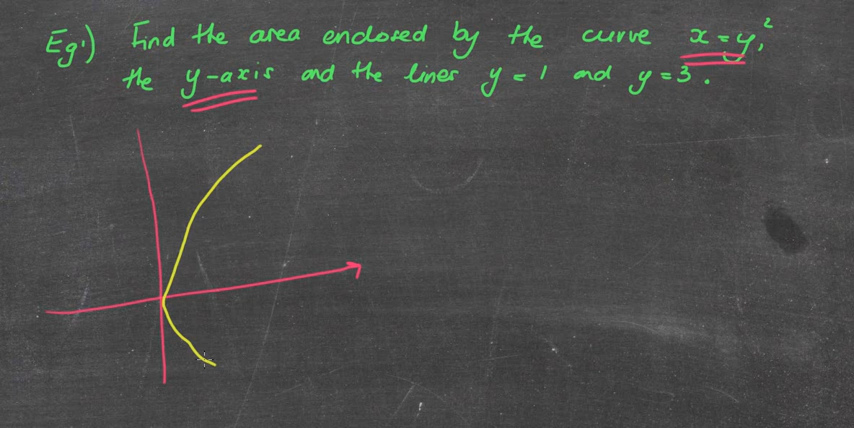 Eg:) Find the area enclosed by the curve x = y²,
the y-axis and the lines y = 1 and y = 3.